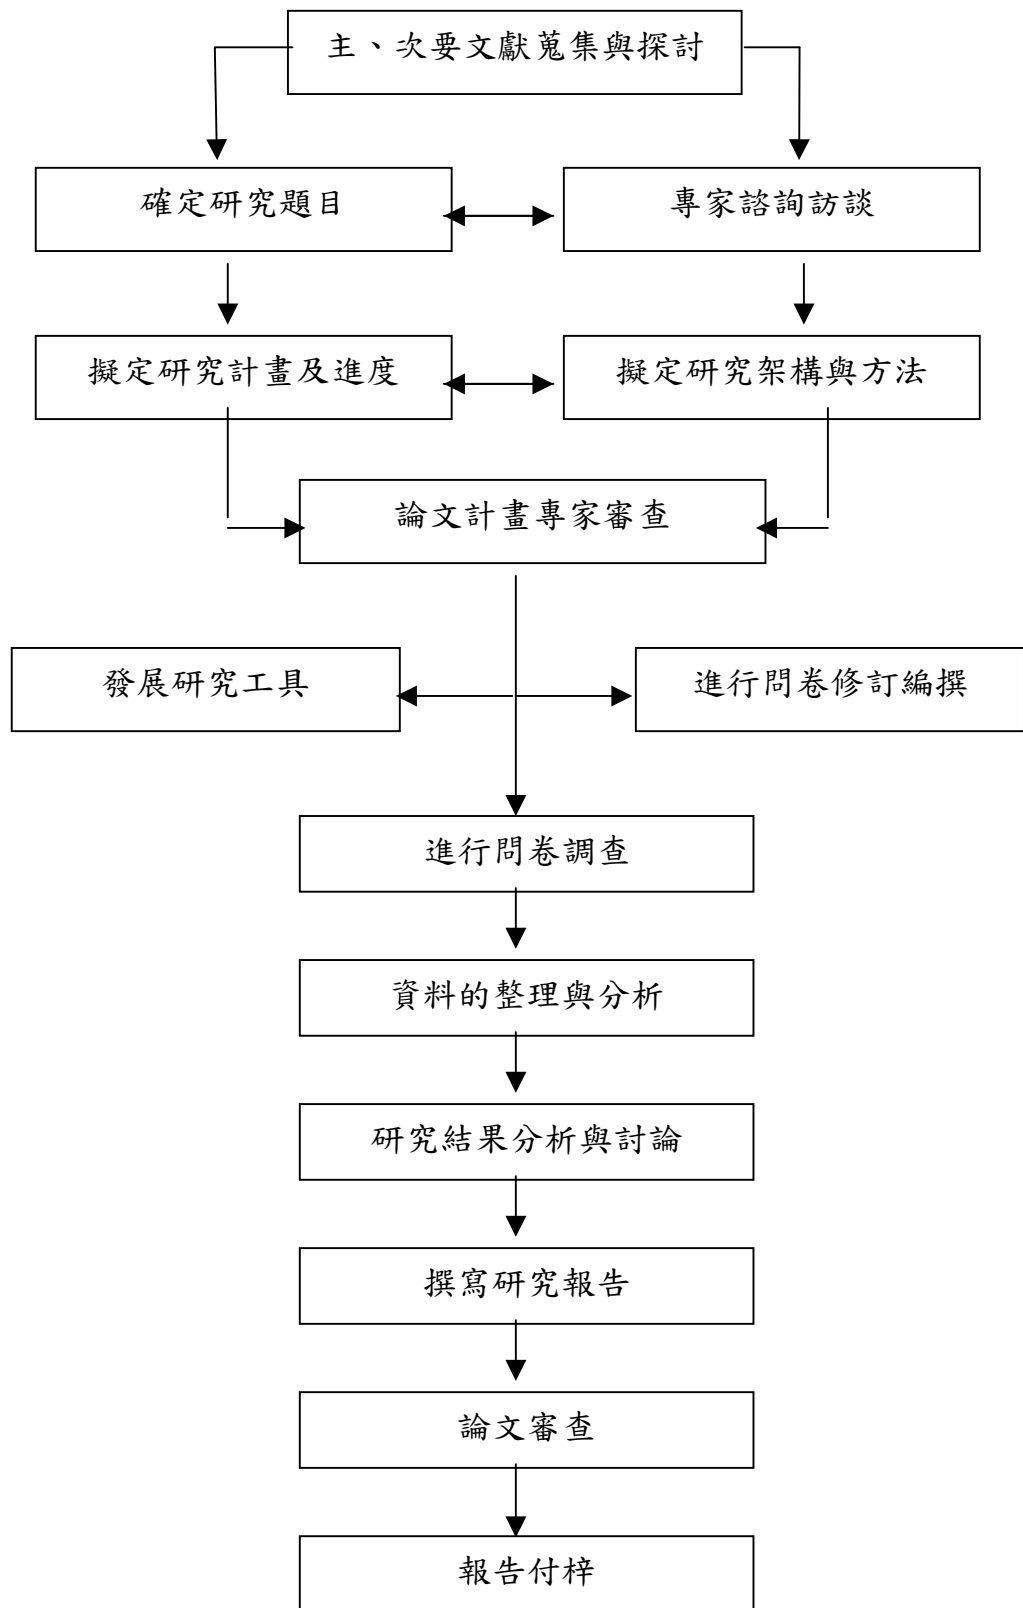 主、次要文獻蒐集與探討
確定研究題目
專家諮詢訪談
擬定研究計畫及進度
擬定研究架構與方法
論文計畫專家審查
發展研究工具
進行問卷修訂編撰
進行問卷調查
資料的整理與分析
研究結果分析與討論
撰寫研究報告
論文審查
報告付梓